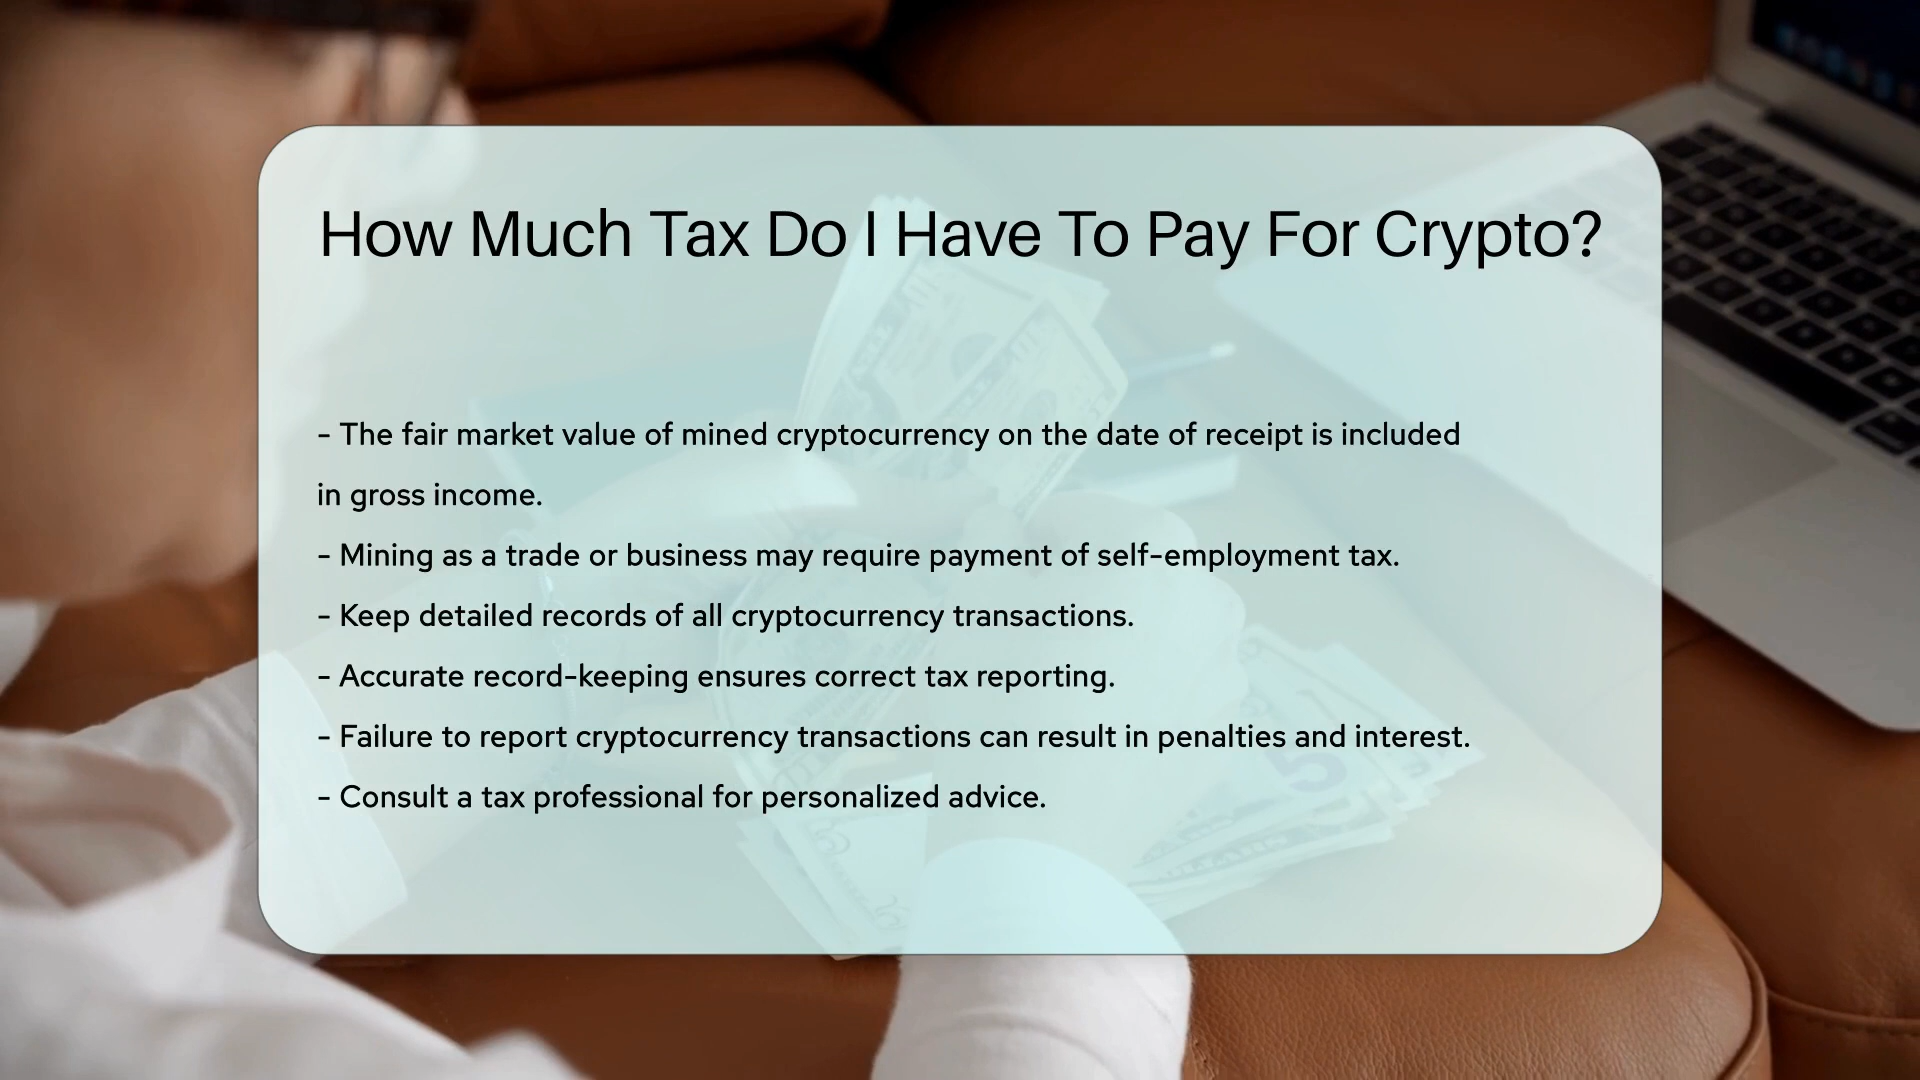 How Much Tax Do I Have To Pay For Crypto?
- The fair market value of mined cryptocurrency on the date of receipt is included
in gross income.
- Mining as a trade or business may require payment of self-employment tax.
- Keep detailed records of all cryptocurrency transactions.
- Accurate record-keeping ensures correct tax reporting.
- Failure to report cryptocurrency transactions can result in penalties and interest.
- Consult a tax professional for personalized advice.